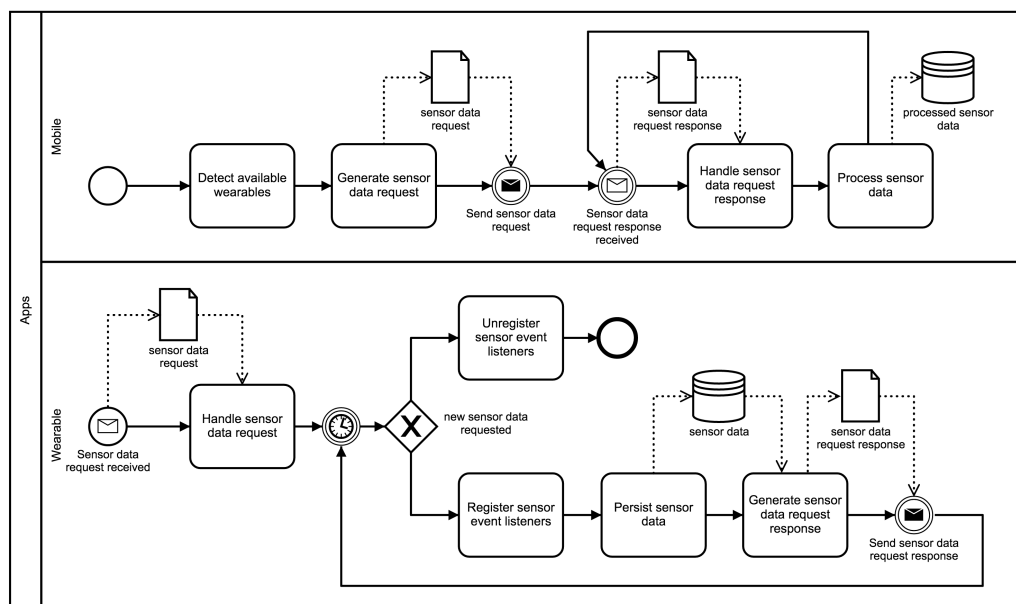 Apps
Mobile
sensor data
request
sensor data
request response
processed sensor
data
Detect available
wearables
Generate sensor
data request
Send sensor data
request
Sensor data
request response
received
Handle sensor
data request
response
Process sensor
data
Wearable
sensor data
request
Sensor data
request received
Handle sensor
data request
Unregister
sensor event
listeners
new sensor data
requested
sensor data
sensor data
request response
Register sensor
event listeners
Persist sensor
data
Generate sensor
data request
response
Send sensor data
request response